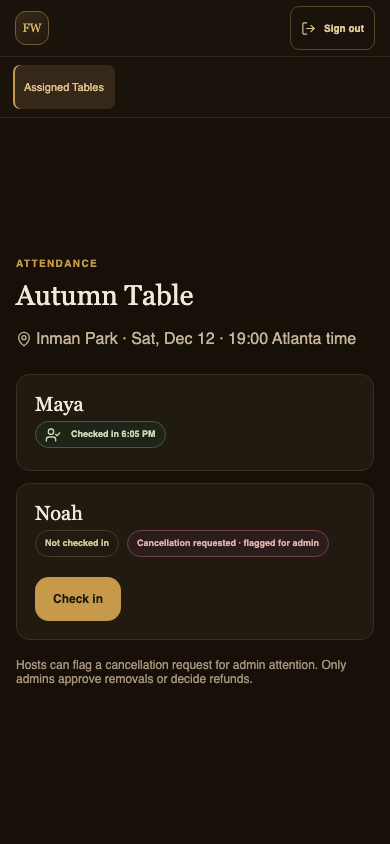 FW
Sign out
Assigned Tables
ATTENDANCE
Autumn Table
Inman Park · Sat, Dec 12 · 19:00 Atlanta time
Maya
Checked in 6:05 PM
Noah
Not checked in
Cancellation requested · flagged for admin
Check in
Hosts can flag a cancellation request for admin attention. Only
admins approve removals or decide refunds.